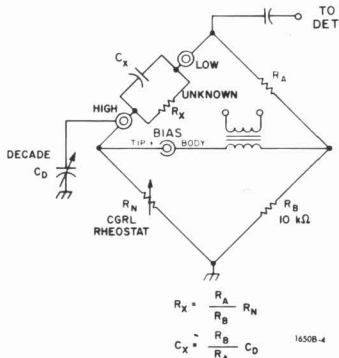 TO
DET
C_X
LOW
R_A
UNKNOWN
HIGH
R_X
BIAS
TIP + BODY
DECADE
C_D
R_N
CGRL
RHEOSTAT
R_B
10 kΩ
R_X = R_A / R_B R_N
C_X = R_B / R_A C_D
1650B-4